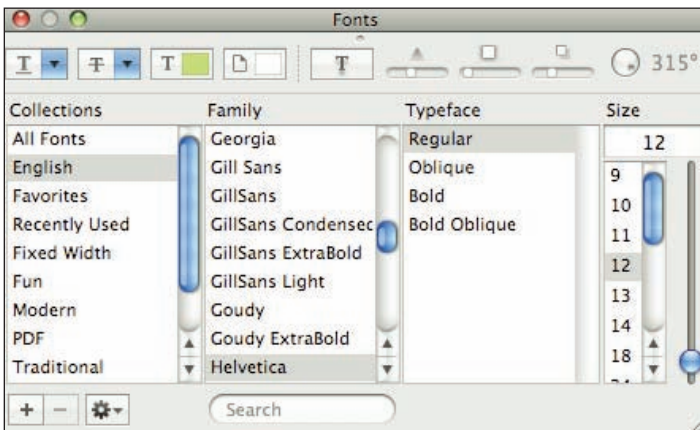 Fonts
T T T T 315°
Collections Family Typeface Size
All Fonts Georgia Regular 12
English Gill Sans Oblique 9
Favorites GillSans Bold 10
Recently Used GillSans Condensed Bold Oblique 11
Fixed Width GillSans ExtraBold 12
Fun GillSans Light 13
Modern Goudy 14
PDF Goudy ExtraBold 18
Traditional Helvetica
+ − Search